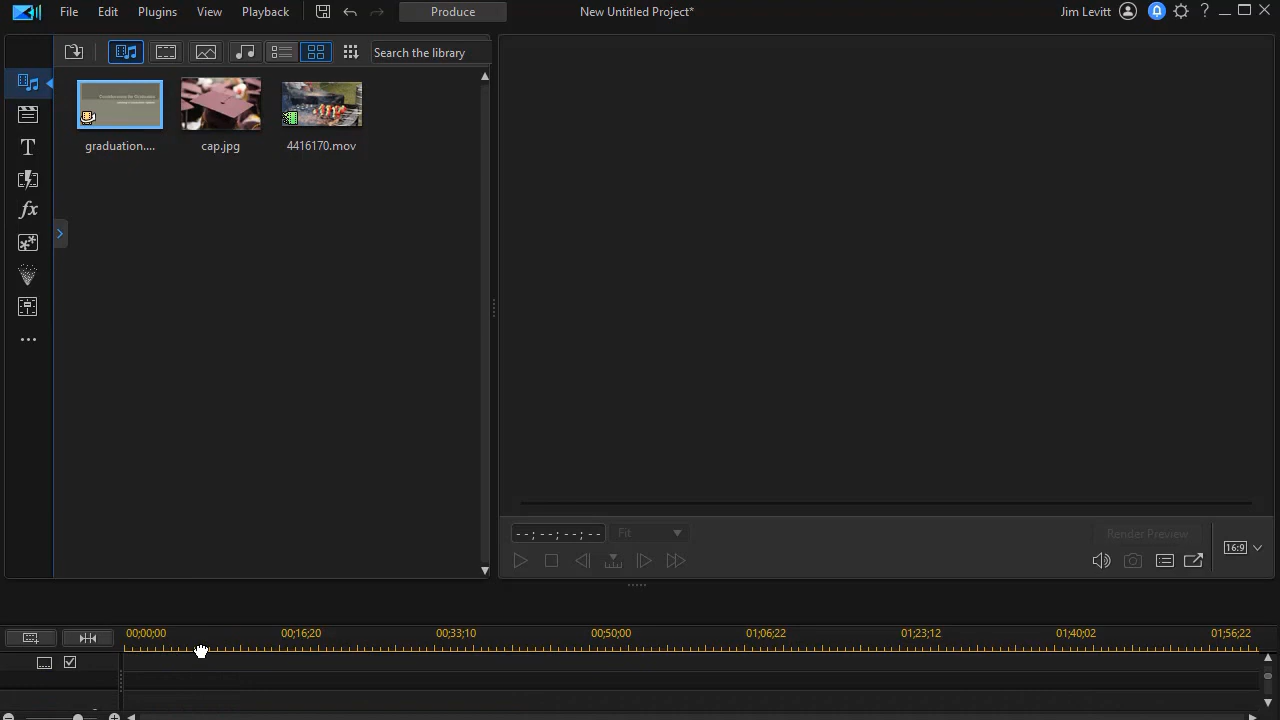 File Edit Plugins View Playback Produce New Untitled Project* Jim Levitt ?
Search the library
graduation.... cap.jpg 4416170.mov
T
fx
--;--;--;-- Fit Render Preview
16:9
00;00;00 00;16;20 00;33;10 00;50;00 01;06;22 01;23;12 01;40;02 01;56;22